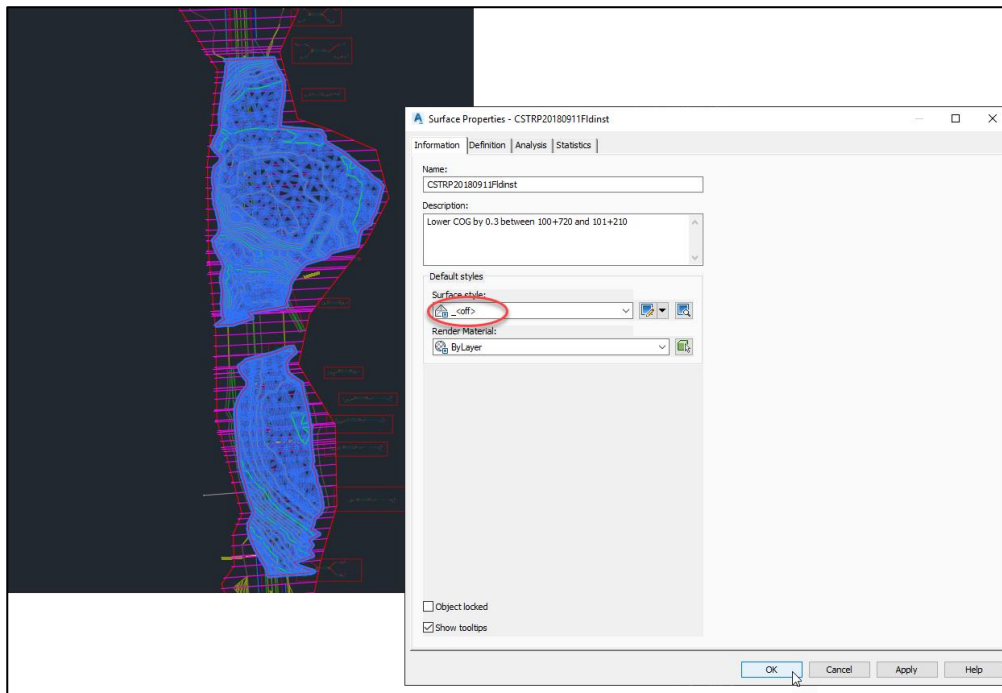 Surface Properties - CSTRP20180911Fldinst
Information Definition Analysis Statistics
Name:
CSTRP20180911Fldinst
Description:
Lower COG by 0.3 between 100+720 and 101+210
Default styles
Surface style:
_<off>
Render Material:
ByLayer
Object locked
Show tooltips
OK Cancel Apply Help